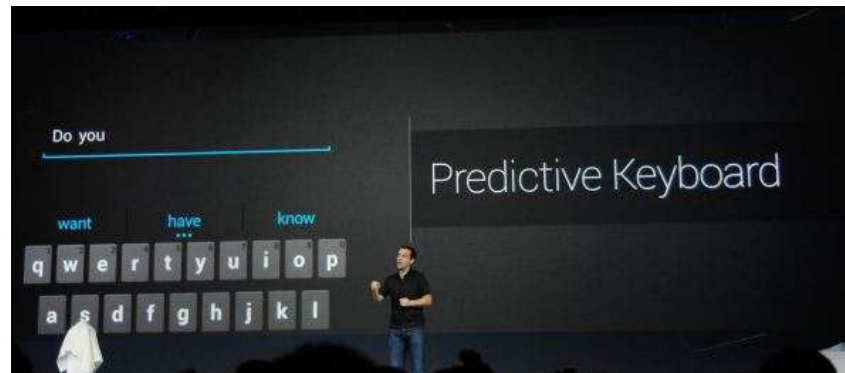 Do you
Predictive Keyboard
want have know
q w e r t y u i o p
a s d f g h j k l